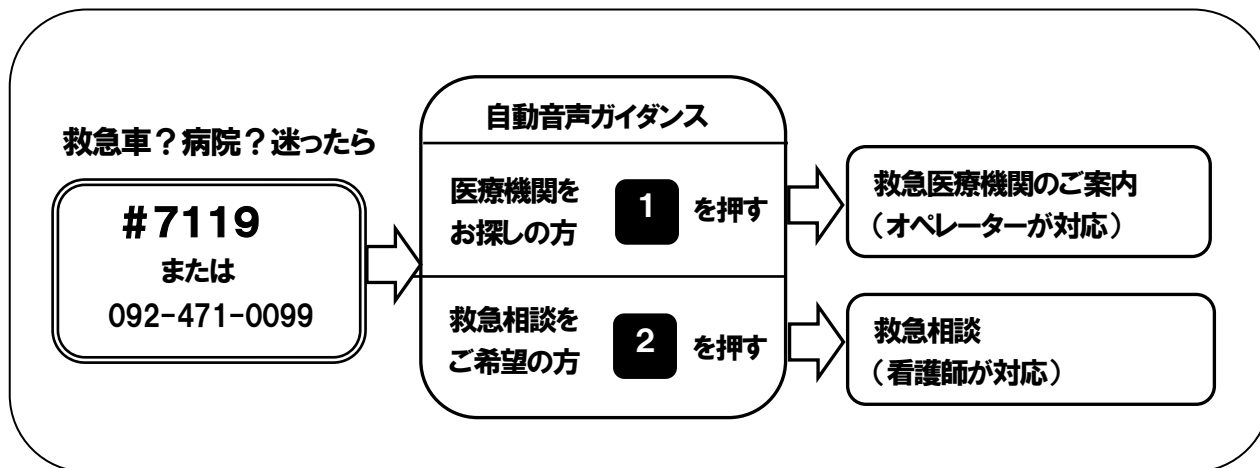 救急車？病院？迷ったら
#7119
または
092-471-0099
自動音声ガイダンス
医療機関を
お探しの方
1
を押す
救急医療機関のご案内
（オペレーターが対応）
救急相談を
ご希望の方
2
を押す
救急相談
（看護師が対応）